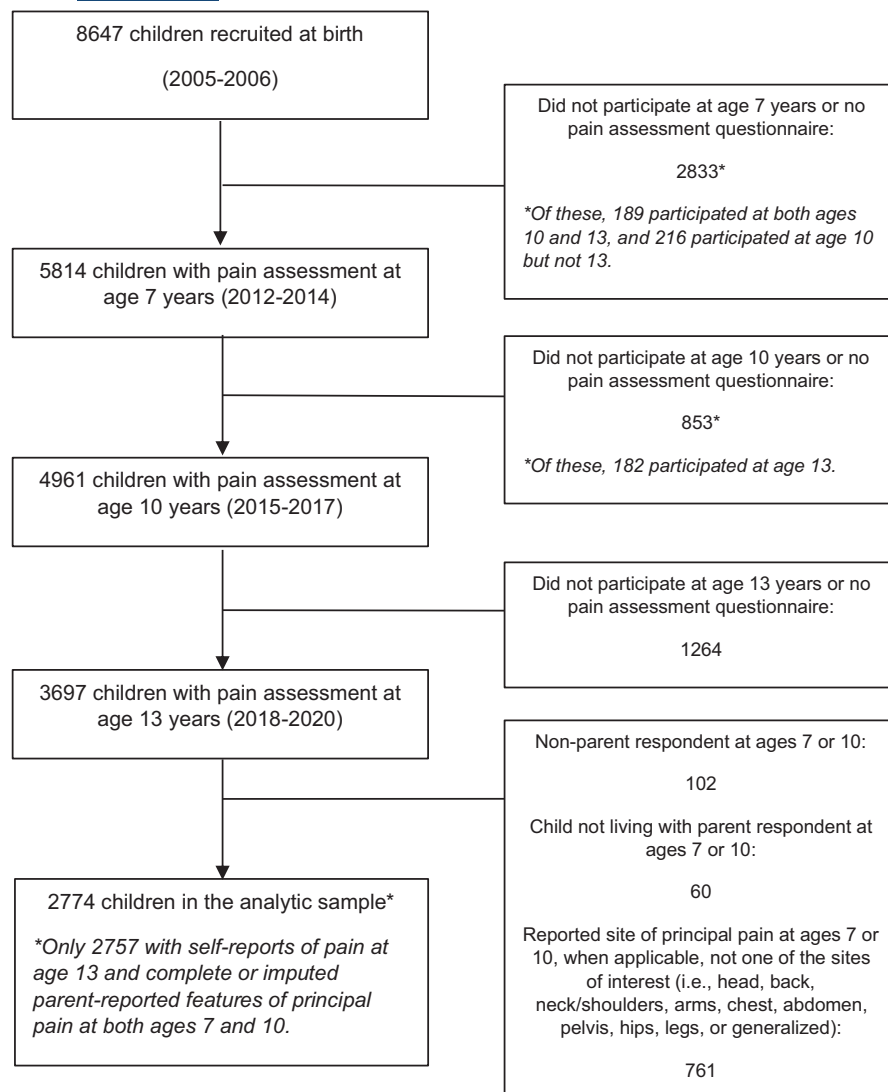 8647 children recruited at birth
(2005-2006)
Did not participate at age 7 years or no
pain assessment questionnaire:
2833*
*Of these, 189 participated at both ages
10 and 13, and 216 participated at age 10
but not 13.
5814 children with pain assessment at
age 7 years (2012-2014)
Did not participate at age 10 years or no
pain assessment questionnaire:
853*
*Of these, 182 participated at age 13.
4961 children with pain assessment at
age 10 years (2015-2017)
Did not participate at age 13 years or no
pain assessment questionnaire:
1264
3697 children with pain assessment at
age 13 years (2018-2020)
Non-parent respondent at ages 7 or 10:
102
Child not living with parent respondent at
ages 7 or 10:
60
Reported site of principal pain at ages 7 or
10, when applicable, not one of the sites
of interest (i.e., head, back,
neck/shoulders, arms, chest, abdomen,
pelvis, hips, legs, or generalized):
761
2774 children in the analytic sample*
*Only 2757 with self-reports of pain at
age 13 and complete or imputed
parent-reported features of principal
pain at both ages 7 and 10.